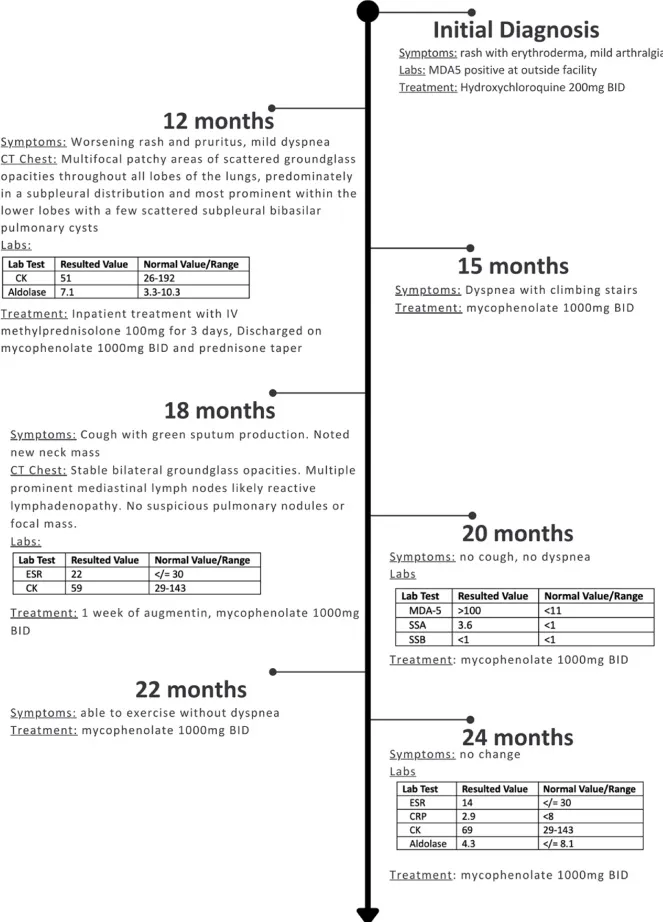 Initial Diagnosis
Symptoms: rash with erythroderma, mild arthralgia
Labs: MDA5 positive at outside facility
Treatment: Hydroxychloroquine 200mg BID
12 months
Symptoms: Worsening rash and pruritus, mild dyspnea
CT Chest: Multifocal patchy areas of scattered groundglass
opacities throughout all lobes of the lungs, predominately
in a subpleural distribution and most prominent within the
lower lobes with a few scattered subpleural bibasilar
pulmonary cysts
Labs:
Lab Test Resulted Value Normal Value/Range
CK 51 26-192
Aldolase 7.1 3.3-10.3
Treatment: Inpatient treatment with IV
methylprednisolone 100mg for 3 days, Discharged on
mycophenolate 1000mg BID and prednisone taper
15 months
Symptoms: Dyspnea with climbing stairs
Treatment: mycophenolate 1000mg BID
18 months
Symptoms: Cough with green sputum production. Noted
new neck mass
CT Chest: Stable bilateral groundglass opacities. Multiple
prominent mediastinal lymph nodes likely reactive
lymphadenopathy. No suspicious pulmonary nodules or
focal mass.
Labs:
Lab Test Resulted Value Normal Value/Range
ESR 22 </= 30
CK 59 29-143
Treatment: 1 week of augmentin, mycophenolate 1000mg
BID
20 months
Symptoms: no cough, no dyspnea
Labs
Lab Test Resulted Value Normal Value/Range
MDA-5 >100 <11
SSA 3.6 <1
SSB <1 <1
Treatment: mycophenolate 1000mg BID
22 months
Symptoms: able to exercise without dyspnea
Treatment: mycophenolate 1000mg BID
24 months
Symptoms: no change
Labs
Lab Test Resulted Value Normal Value/Range
ESR 14 </= 30
CRP 2.9 <8
CK 69 29-143
Aldolase 4.3 </= 8.1
Treatment: mycophenolate 1000mg BID